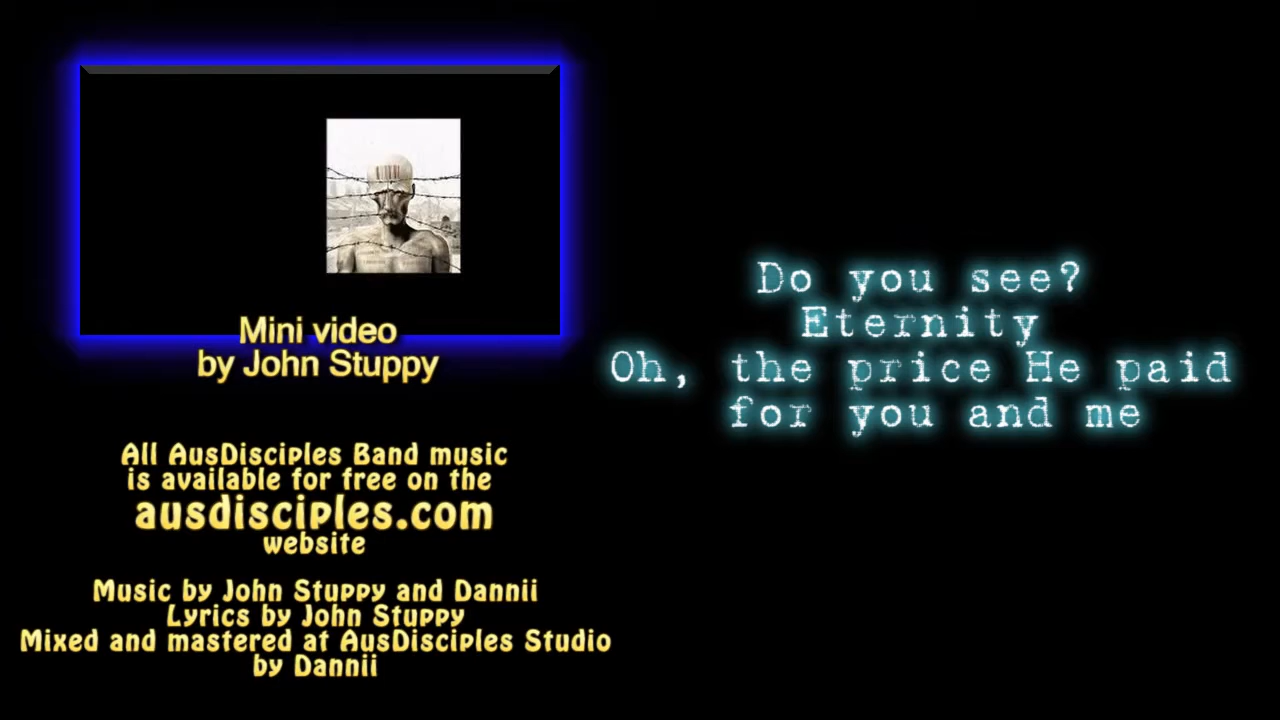 Mini video
by John Stuppy
All AusDisciples Band music
is available for free on the
ausdisciples.com
website
Music by John Stuppy and Dannii
Lyrics by John Stuppy
Mixed and mastered at AusDisciples Studio
by Dannii
Do you see?
Eternity
Oh, the price He paid
for you and me